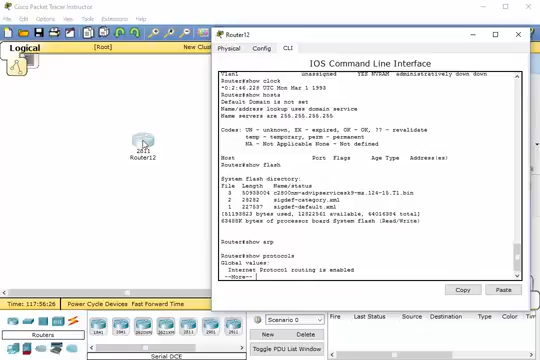 Cisco Packet Tracer Instructor
File Edit Options View Tools Extensions Help
Logical
[Root]
New Cluster
2811
Router12
Router12
Physical Config CLI
IOS Command Line Interface
Vlan1 unassigned YES NVRAM administratively down down
Router#show clock
*0:2:46.228 UTC Mon Mar 1 1993
Router#show hosts
Default Domain is not set
Name/address lookup uses domain service
Name servers are 255.255.255.255
Codes: UN - unknown, EX - expired, OK - OK, ?? - revalidate
temp - temporary, perm - permanent
NA - Not Applicable None - Not defined
Host Port Flags Age Type Address(es)
Router#show flash
System flash directory:
File Length Name/status
3 50938004 c2800nm-advipservicesk9-mz.124-15.T1.bin
2 28282 sigdef-category.xml
1 227537 sigdef-default.xml
[51193823 bytes used, 12822561 available, 64016384 total]
63488K bytes of processor board System flash (Read/Write)
Router#show arp
Router#show protocols
Global values:
Internet Protocol routing is enabled
--More--
Copy Paste
Time: 117:56:26 Power Cycle Devices Fast Forward Time
Routers
1841 1941 2620XM 2621XM 2811 2901 2911
Serial DCE
Scenario 0
New Delete
Toggle PDU List Window
Fire Last Status Source Destination Type Color